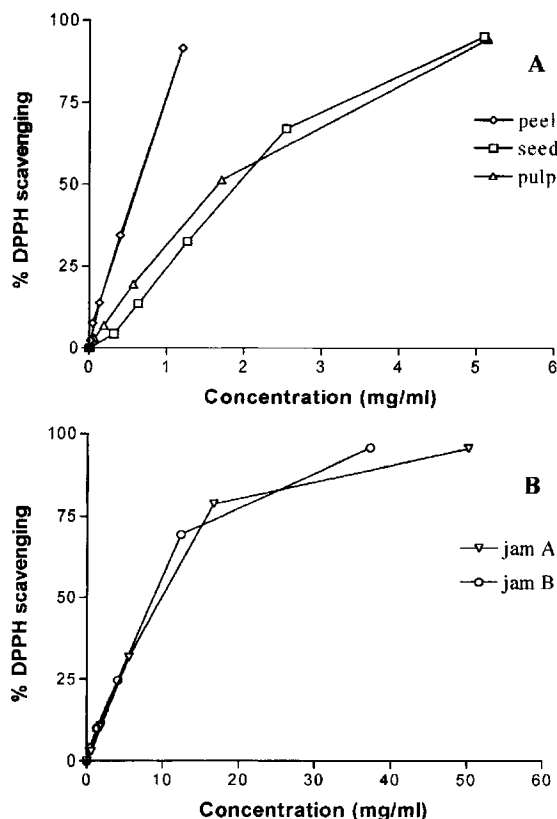 A
100
75
50
25
0
% DPPH scavenging
peel
seed
pulp
0 1 2 3 4 5 6
Concentration (mg/ml)
B
100
75
50
25
0
% DPPH scavenging
jam A
jam B
0 10 20 30 40 50 60
Concentration (mg/ml)